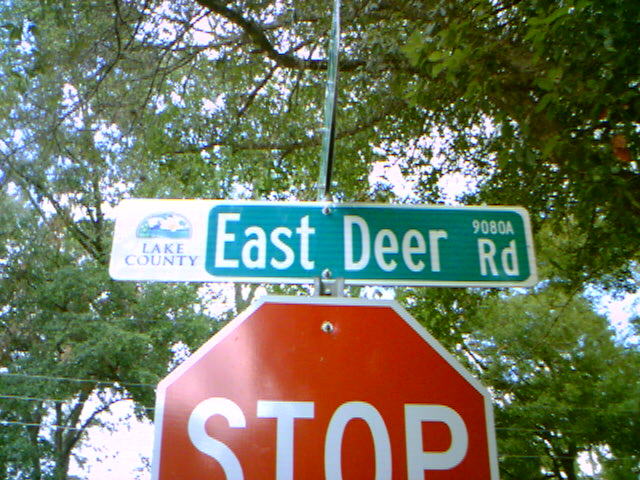 LAKE
COUNTY
East Deer Rd
9080A
STOP